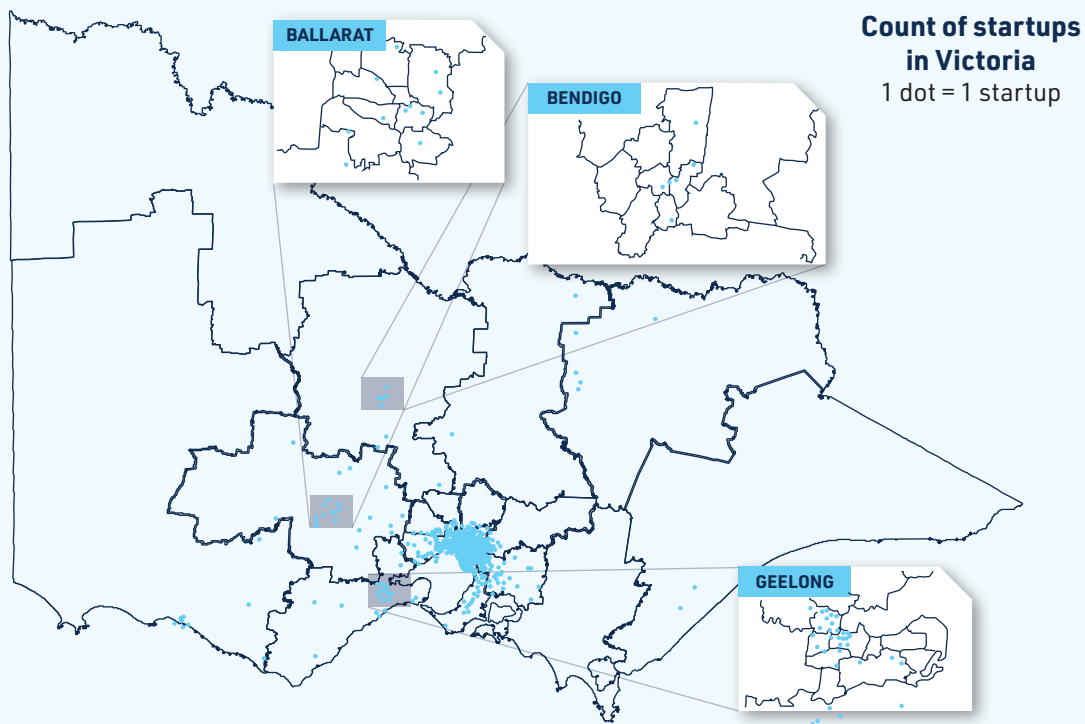 Count of startups
in Victoria
1 dot = 1 startup
BALLARAT
BENDIGO
GEELONG